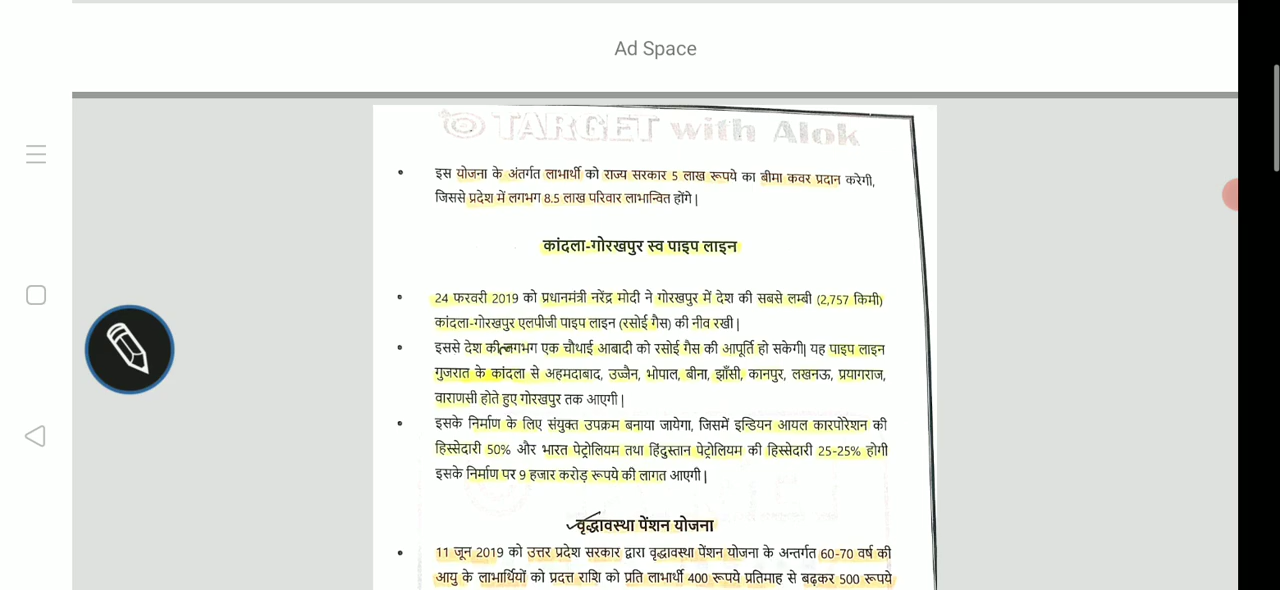 Ad Space
TARGET with Alok
इस योजना के अंतर्गत लाभार्थी को राज्य सरकार 5 लाख रूपये का बीमा कवर प्रदान करेगी,
जिससे प्रदेश में लगभग 8.5 लाख परिवार लाभान्वित होंगे |
कांदला-गोरखपुर स्व पाइप लाइन
24 फरवरी 2019 को प्रधानमंत्री नरेंद्र मोदी ने गोरखपुर में देश की सबसे लम्बी (2,757 किमी)
कांदला-गोरखपुर एलपीजी पाइप लाइन (रसोई गैस) की नीव रखी |
इससे देश की लगभग एक चौथाई आबादी को रसोई गैस की आपूर्ति हो सकेगी| यह पाइप लाइन
गुजरात के कांदला से अहमदाबाद, उज्जैन, भोपाल, बीना, झाँसी, कानपुर, लखनऊ, प्रयागराज,
वाराणसी होते हुए गोरखपुर तक आएगी |
इसके निर्माण के लिए संयुक्त उपक्रम बनाया जायेगा, जिसमें इन्डियन आयल कारपोरेशन की
हिस्सेदारी 50% और भारत पेट्रोलियम तथा हिंदुस्तान पेट्रोलियम की हिस्सेदारी 25-25% होगी
इसके निर्माण पर 9 हजार करोड़ रूपये की लागत आएगी |
वृद्धावस्था पेंशन योजना
11 जून 2019 को उत्तर प्रदेश सरकार द्वारा वृद्धावस्था पेंशन योजना के अन्तर्गत 60-70 वर्ष की
आयु के लाभार्थियों को प्रदत्त राशि को प्रति लाभार्थी 400 रूपये प्रतिमाह से बढ़कर 500 रूपये